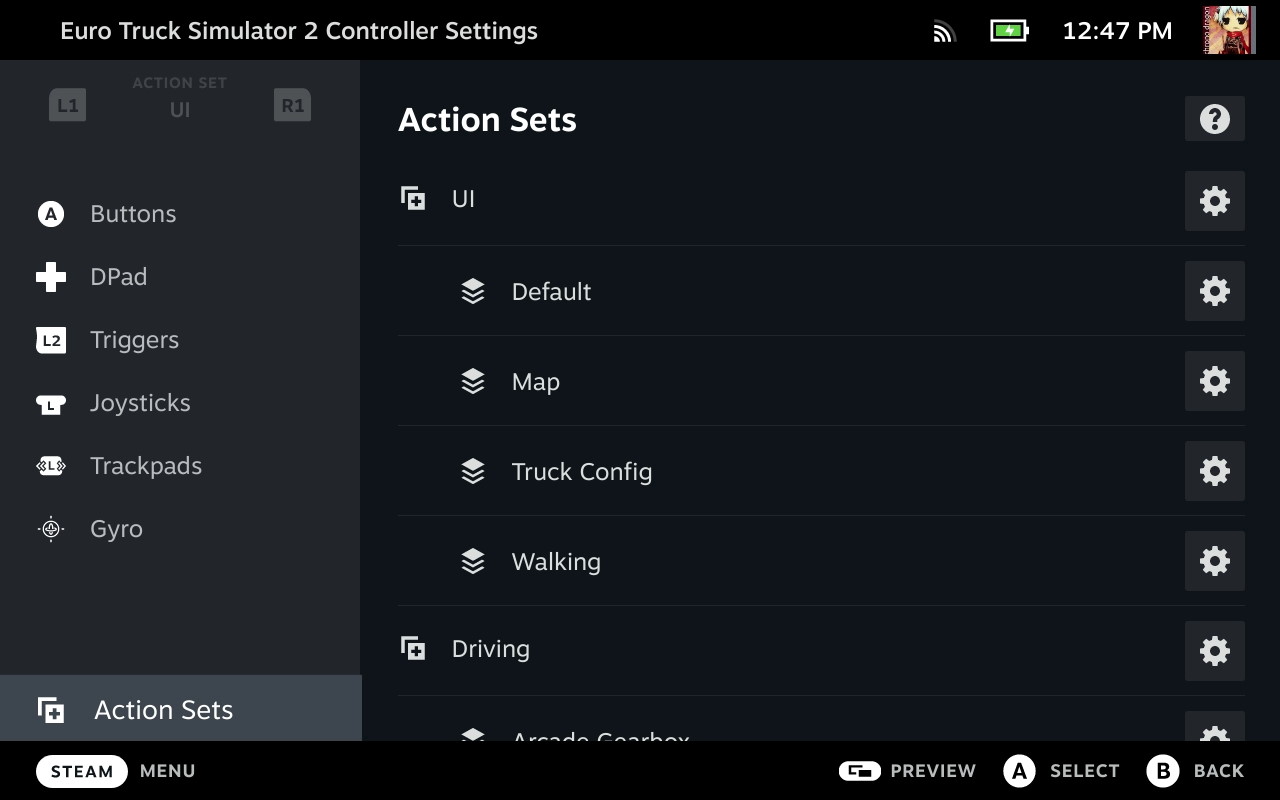 Euro Truck Simulator 2 Controller Settings
12:47 PM
ACTION SET
L1
UI
R1
A Buttons
DPad
L2 Triggers
L Joysticks
L Trackpads
Gyro
Action Sets
Action Sets
?
UI
Default
Map
Truck Config
Walking
Driving
Arcade Gearbox
STEAM MENU
PREVIEW
A SELECT
B BACK